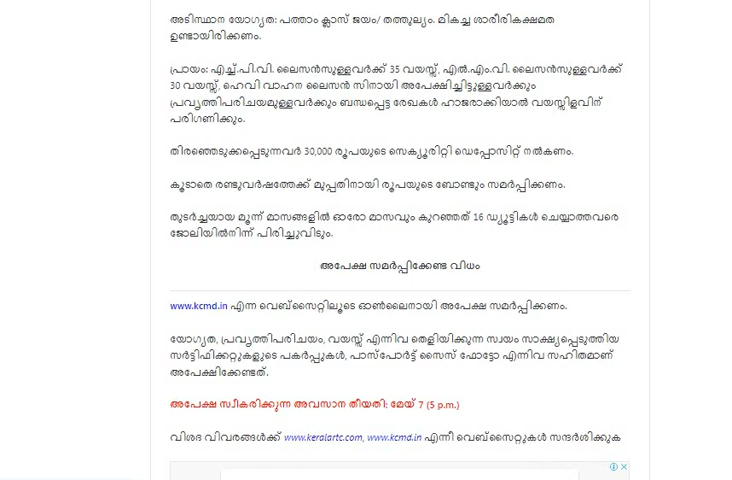 അടിസ്ഥാന യോഗ്യത: പത്താം ക്ലാസ് ജയം/ തത്തുല്യം. മികച്ച ശാരീരികക്ഷമത
ഉണ്ടായിരിക്കണം.
പ്രായം: എച്ച്.പി.വി. ലൈസൻസുള്ളവർക്ക് 35 വയസ്സ്, എൽ.എം.വി. ലൈസൻസുള്ളവർക്ക്
30 വയസ്സ്, ഹെവി വാഹന ലൈസൻ സിനായി അപേക്ഷിച്ചിട്ടുള്ളവർക്കും
പ്രവൃത്തിപരിചയമുള്ളവർക്കും ബന്ധപ്പെട്ട രേഖകൾ ഹാജരാക്കിയാൽ വയസ്സിളവിന്
പരിഗണിക്കും.
തിരഞ്ഞെടുക്കപ്പെടുന്നവർ 30,000 രൂപയുടെ സെക്യൂരിറ്റി ഡെപ്പോസിറ്റ് നൽകണം.
കൂടാതെ രണ്ടുവർഷത്തേക്ക് മുപ്പതിനായി രൂപയുടെ ബോണ്ടും സമർപ്പിക്കണം.
തുടർച്ചയായ മൂന്ന് മാസങ്ങളിൽ ഓരോ മാസവും കുറഞ്ഞത് 16 ഡ്യൂട്ടികൾ ചെയ്യാത്തവരെ
ജോലിയിൽനിന്ന് പിരിച്ചുവിടും.
അപേക്ഷ സമർപ്പിക്കേണ്ട വിധം
www.kcmd.in എന്ന വെബ്സൈറ്റിലൂടെ ഓൺലൈനായി അപേക്ഷ സമർപ്പിക്കണം.
യോഗ്യത, പ്രവൃത്തിപരിചയം, വയസ്സ് എന്നിവ തെളിയിക്കുന്ന സ്വയം സാക്ഷ്യപ്പെടുത്തിയ
സർട്ടിഫിക്കറ്റുകളുടെ പകർപ്പുകൾ, പാസ്പോർട്ട് സൈസ് ഫോട്ടോ എന്നിവ സഹിതമാണ്
അപേക്ഷിക്കേണ്ടത്.
അപേക്ഷ സ്വീകരിക്കുന്ന അവസാന തീയതി: മേയ് 7 (5 p.m.)
വിശദ വിവരങ്ങൾക്ക് www.keralartc.com, www.kcmd.in എന്നീ വെബ്സൈറ്റുകൾ സന്ദർശിക്കുക